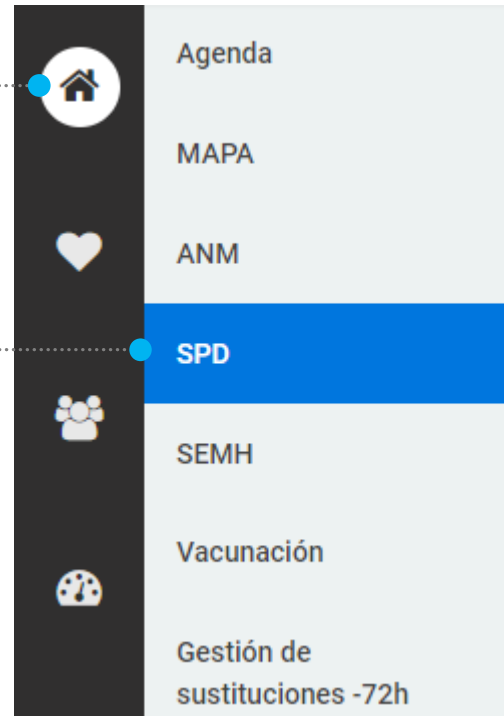 Agenda
MAPA
ANM
SPD
SEMH
Vacunación
Gestión de
sustituciones -72h